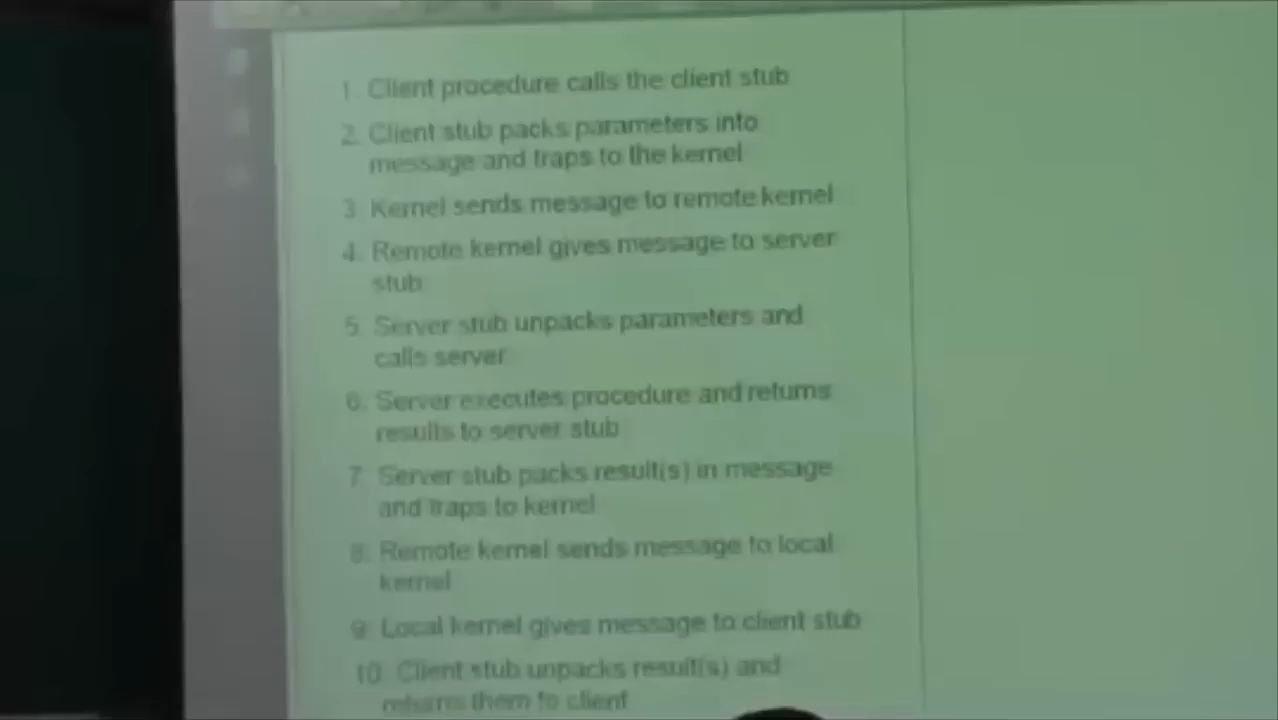 1. Client procedure calls the client stub
2. Client stub packs parameters into
message and traps to the kernel
3. Kernel sends message to remote kernel
4. Remote kernel gives message to server
stub
5. Server stub unpacks parameters and
calls server
6. Server executes procedure and returns
results to server stub
7. Server stub packs result(s) in message
and traps to kernel
8. Remote kernel sends message to local
kernel
9. Local kernel gives message to client stub
10. Client stub unpacks result(s) and
returns them to client